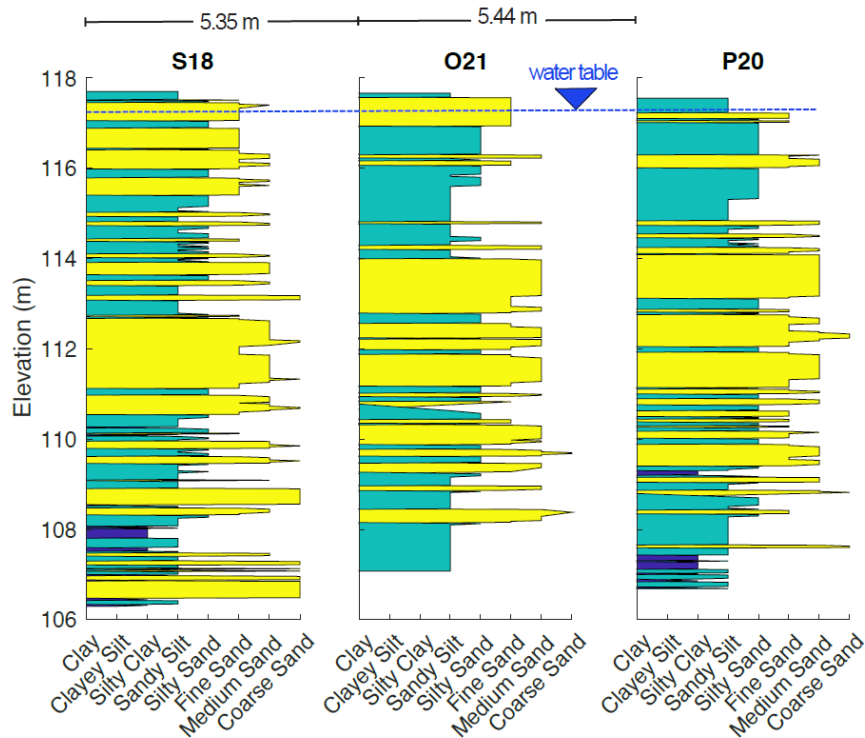 5.35 m 5.44 m
S18 O21 P20
water table
118
116
114
112
110
108
106
Elevation (m)
Clay Clayey Silt Silty Clay Sandy Silt Silty Sand Fine Sand Medium Sand Coarse Sand
Clay Clayey Silt Silty Clay Sandy Silt Silty Sand Fine Sand Medium Sand Coarse Sand
Clay Clayey Silt Silty Clay Sandy Silt Silty Sand Fine Sand Medium Sand Coarse Sand